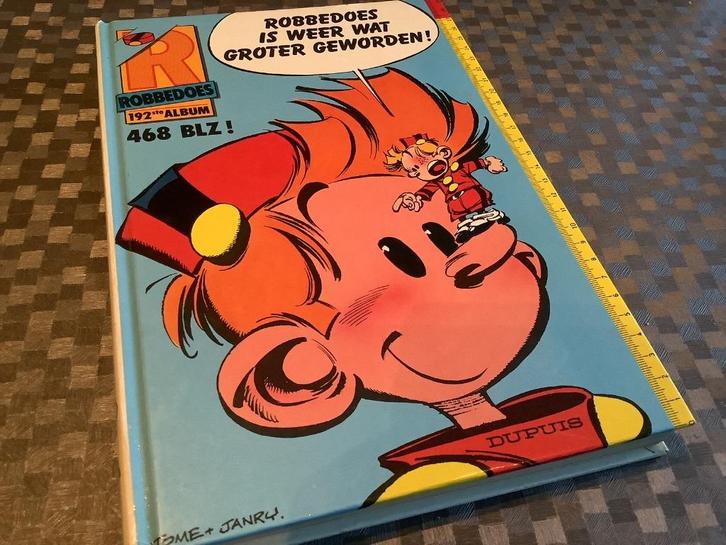 ROBBEDOES
IS WEER WAT
GROTER GEWORDEN!
R
ROBBEDOES
192ste ALBUM
468 BLZ!
DUPUIS
TOME + JANRY.